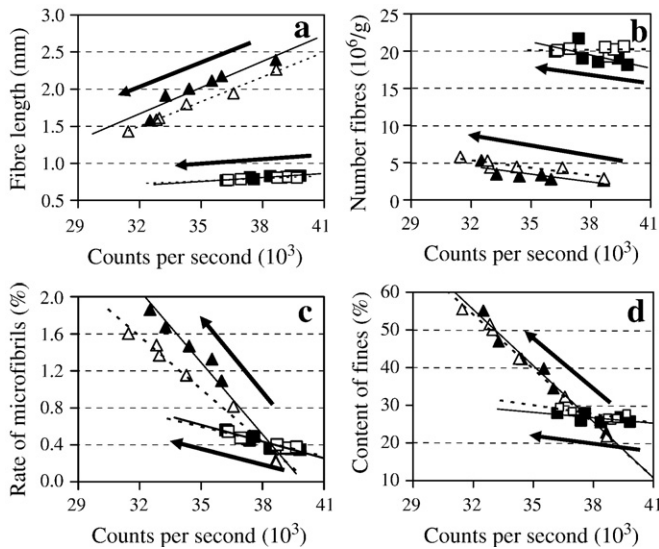 a
Fibre length (mm)
3.0
2.5
2.0
1.5
1.0
0.5
29 32 35 38 41
Counts per second (10³)
b
Number fibres (10⁶/g)
25
20
15
10
5
0
29 32 35 38 41
Counts per second (10³)
c
Rate of microfibrils (%)
2.0
1.6
1.2
0.8
0.4
0.0
29 32 35 38 41
Counts per second (10³)
d
Content of fines (%)
60
50
40
30
20
10
29 32 35 38 41
Counts per second (10³)